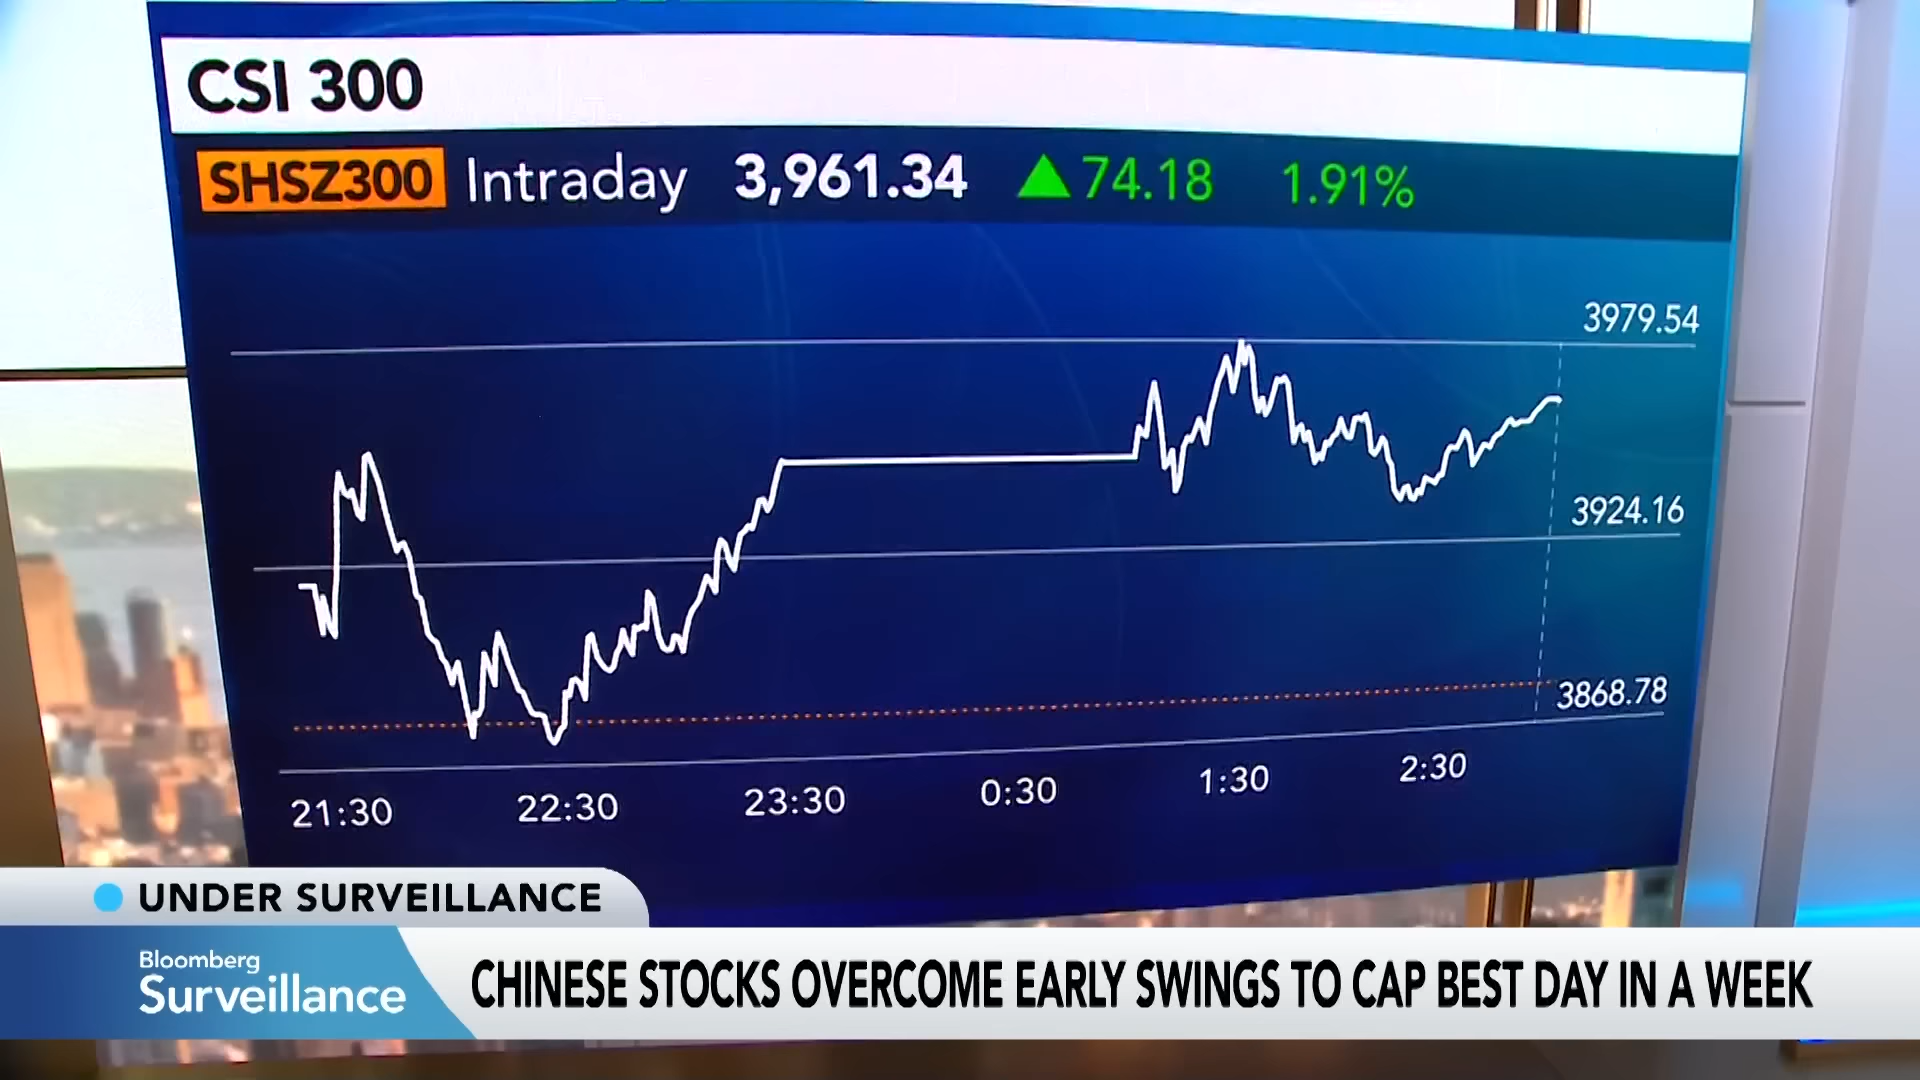 CSI 300
SHSZ300 Intraday 3,961.34 ▲74.18 1.91%
3979.54
3924.16
3868.78
21:30 22:30 23:30 0:30 1:30 2:30
UNDER SURVEILLANCE
Bloomberg
Surveillance
CHINESE STOCKS OVERCOME EARLY SWINGS TO CAP BEST DAY IN A WEEK